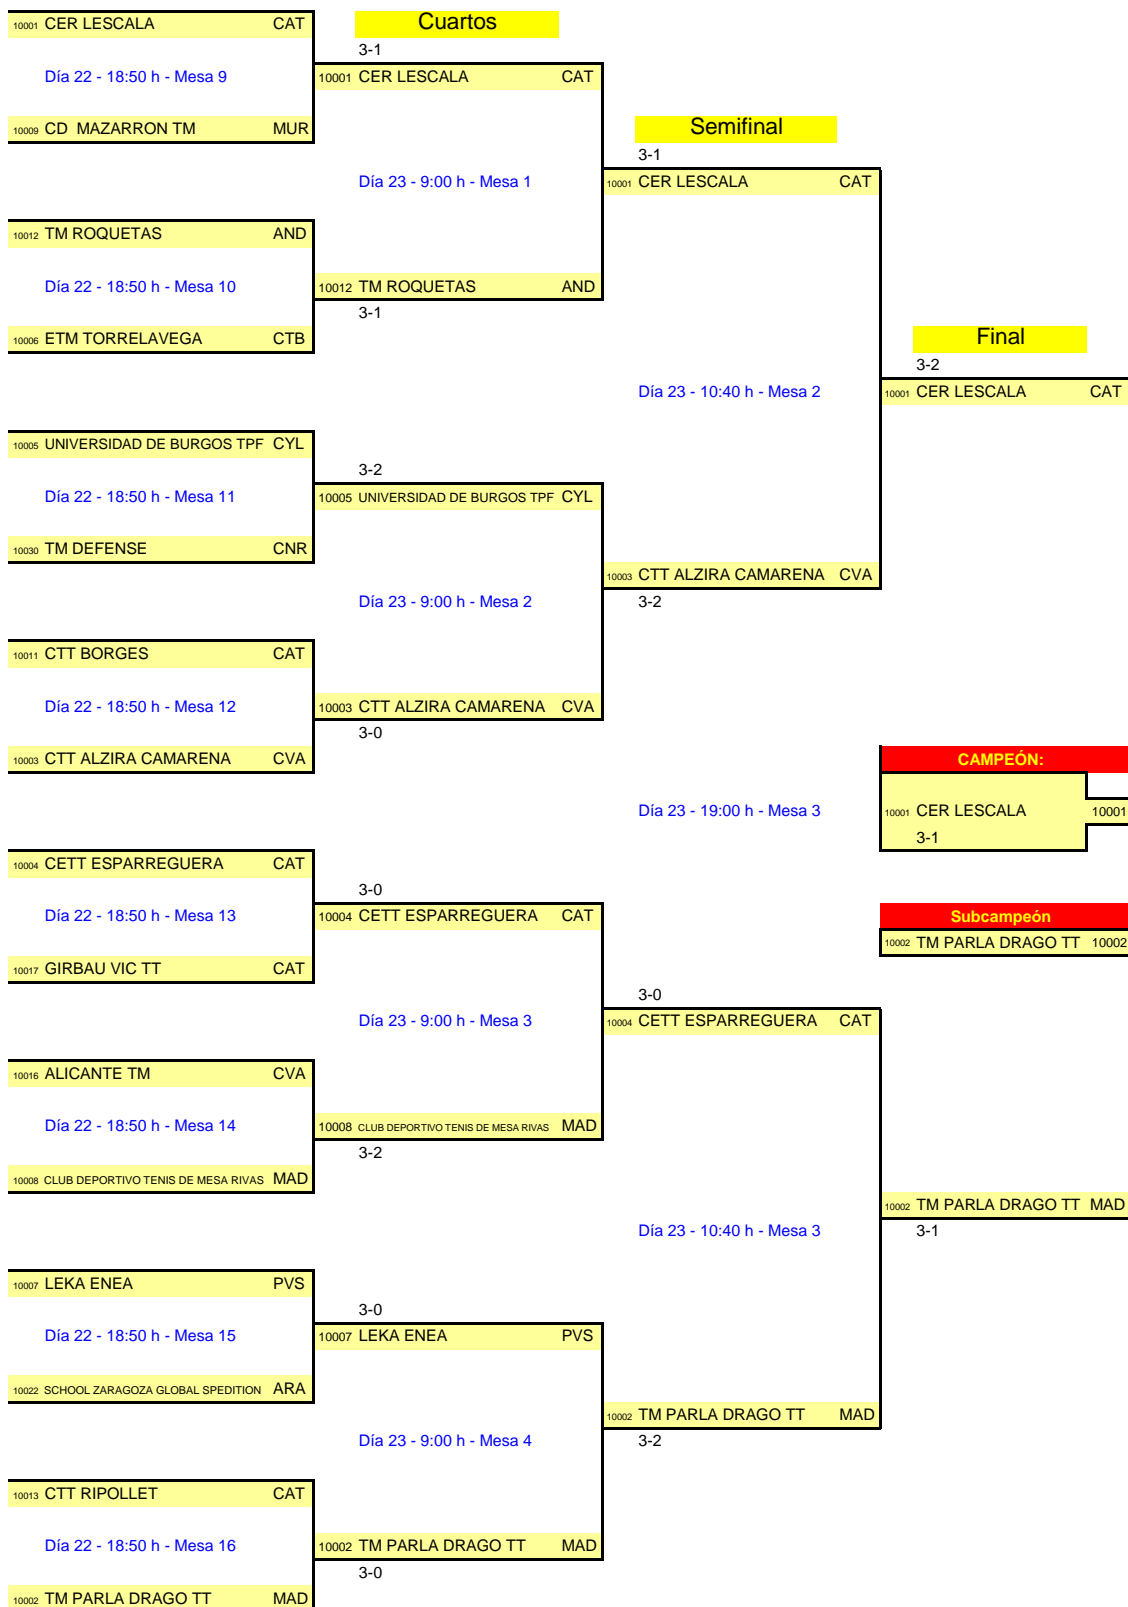 10001 CER LESCALA CAT Cuartos
3-1
Día 22 - 18:50 h - Mesa 9 10001 CER LESCALA CAT
10009 CD MAZARRON TM MUR Semifinal
3-1
Día 23 - 9:00 h - Mesa 1 10001 CER LESCALA CAT
10012 TM ROQUETAS AND
Día 22 - 18:50 h - Mesa 10 10012 TM ROQUETAS AND
3-1
10006 ETM TORRELAVEGA CTB Final
3-2
Día 23 - 10:40 h - Mesa 2 10001 CER LESCALA CAT
10005 UNIVERSIDAD DE BURGOS TPF CYL
3-2
Día 22 - 18:50 h - Mesa 11 10005 UNIVERSIDAD DE BURGOS TPF CYL
10030 TM DEFENSE CNR
10003 CTT ALZIRA CAMARENA CVA
Día 23 - 9:00 h - Mesa 2 3-2
10011 CTT BORGES CAT
Día 22 - 18:50 h - Mesa 12 10003 CTT ALZIRA CAMARENA CVA
3-0
10003 CTT ALZIRA CAMARENA CVA CAMPEÓN:
Día 23 - 19:00 h - Mesa 3 10001 CER LESCALA 10001
3-1
10004 CETT ESPARREGUERA CAT
3-0
Día 22 - 18:50 h - Mesa 13 10004 CETT ESPARREGUERA CAT Subcampeón
10002 TM PARLA DRAGO TT 10002
10017 GIRBAU VIC TT CAT
3-0
Día 23 - 9:00 h - Mesa 3 10004 CETT ESPARREGUERA CAT
10016 ALICANTE TM CVA
Día 22 - 18:50 h - Mesa 14 10008 CLUB DEPORTIVO TENIS DE MESA RIVAS MAD
3-2
10008 CLUB DEPORTIVO TENIS DE MESA RIVAS MAD
10002 TM PARLA DRAGO TT MAD
Día 23 - 10:40 h - Mesa 3 3-1
10007 LEKA ENEA PVS
3-0
Día 22 - 18:50 h - Mesa 15 10007 LEKA ENEA PVS
10022 SCHOOL ZARAGOZA GLOBAL SPEDITION ARA
10002 TM PARLA DRAGO TT MAD
Día 23 - 9:00 h - Mesa 4 3-2
10013 CTT RIPOLLET CAT
Día 22 - 18:50 h - Mesa 16 10002 TM PARLA DRAGO TT MAD
3-0
10002 TM PARLA DRAGO TT MAD